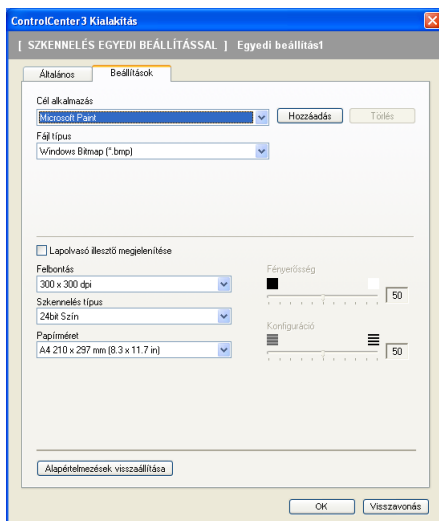 ControlCenter3 Kialakítás
[ SZKENNELÉS EGYEDI BEÁLLÍTÁSSAL ] Egyedi beállítás1
Általános Beállítások
Cél alkalmazás
Microsoft Paint Hozzáadás Törlés
Fájl típus
Windows Bitmap (*.bmp)
Lapolvasó illesztő megjelenítése
Felbontás Fényerősség
300 x 300 dpi
50
Szkennelés típus
24bit Szín
Konfiguráció
Papírméret
A4 210 x 297 mm (8.3 x 11.7 in) 50
Alapértelmezések visszaállítása
OK Visszavonás